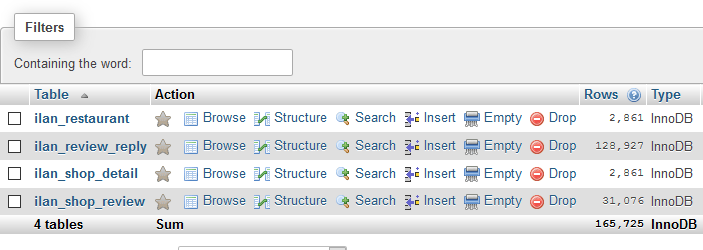 Filters
Containing the word:
Table Action Rows Type
ilan_restaurant Browse Structure Search Insert Empty Drop 2,861 InnoDB
ilan_review_reply Browse Structure Search Insert Empty Drop 128,927 InnoDB
ilan_shop_detail Browse Structure Search Insert Empty Drop 2,861 InnoDB
ilan_shop_review Browse Structure Search Insert Empty Drop 31,076 InnoDB
4 tables Sum 165,725 InnoDB